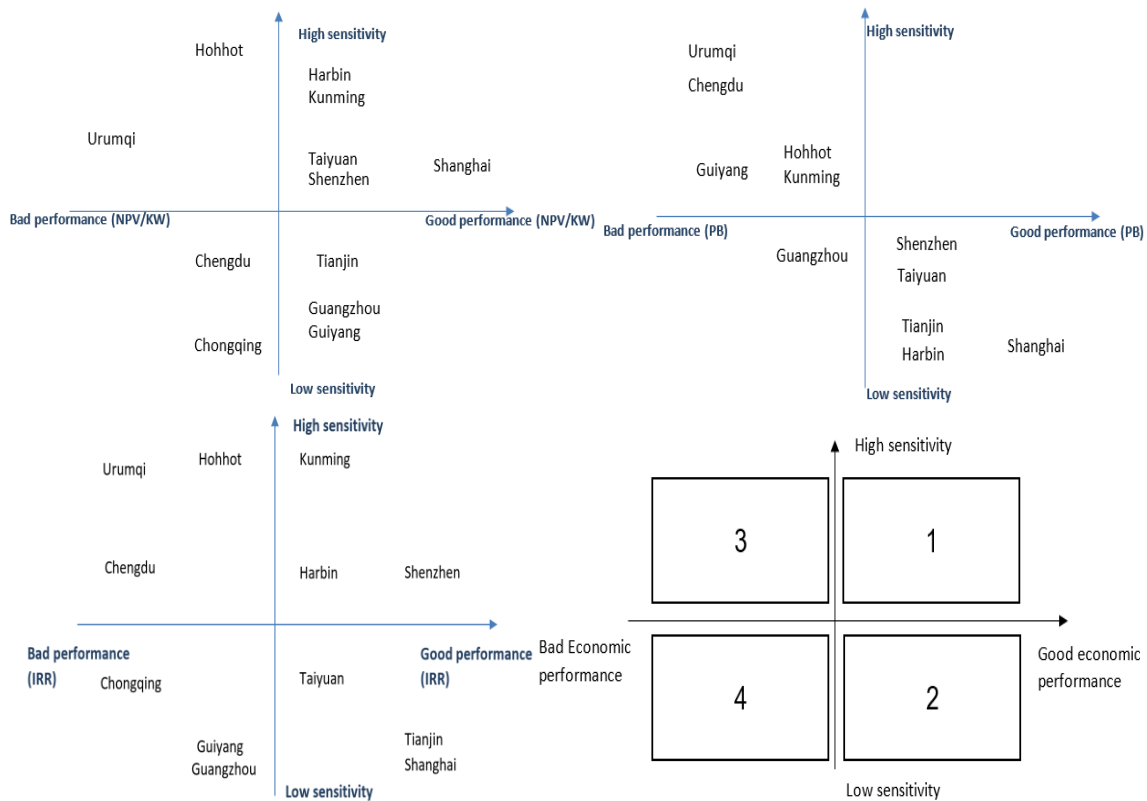 High sensitivity
Hohhot
Harbin
Kunming
Urumqi
Taiyuan
Shenzhen
Shanghai
Bad performance (NPV/KW)
Good performance (NPV/KW)
Chengdu
Tianjin
Guangzhou
Guiyang
Chongqing
Low sensitivity
High sensitivity
Urumqi
Chengdu
Guiyang
Hohhot
Kunming
Bad performance (PB)
Good performance (PB)
Guangzhou
Shenzhen
Taiyuan
Tianjin
Harbin
Shanghai
Low sensitivity
High sensitivity
Urumqi
Hohhot
Kunming
Chengdu
Harbin
Shenzhen
Bad performance
(IRR)
Good performance
(IRR)
Chongqing
Taiyuan
Guiyang
Guangzhou
Tianjin
Shanghai
Low sensitivity
High sensitivity
3
1
Bad Economic
performance
Good economic
performance
4
2
Low sensitivity